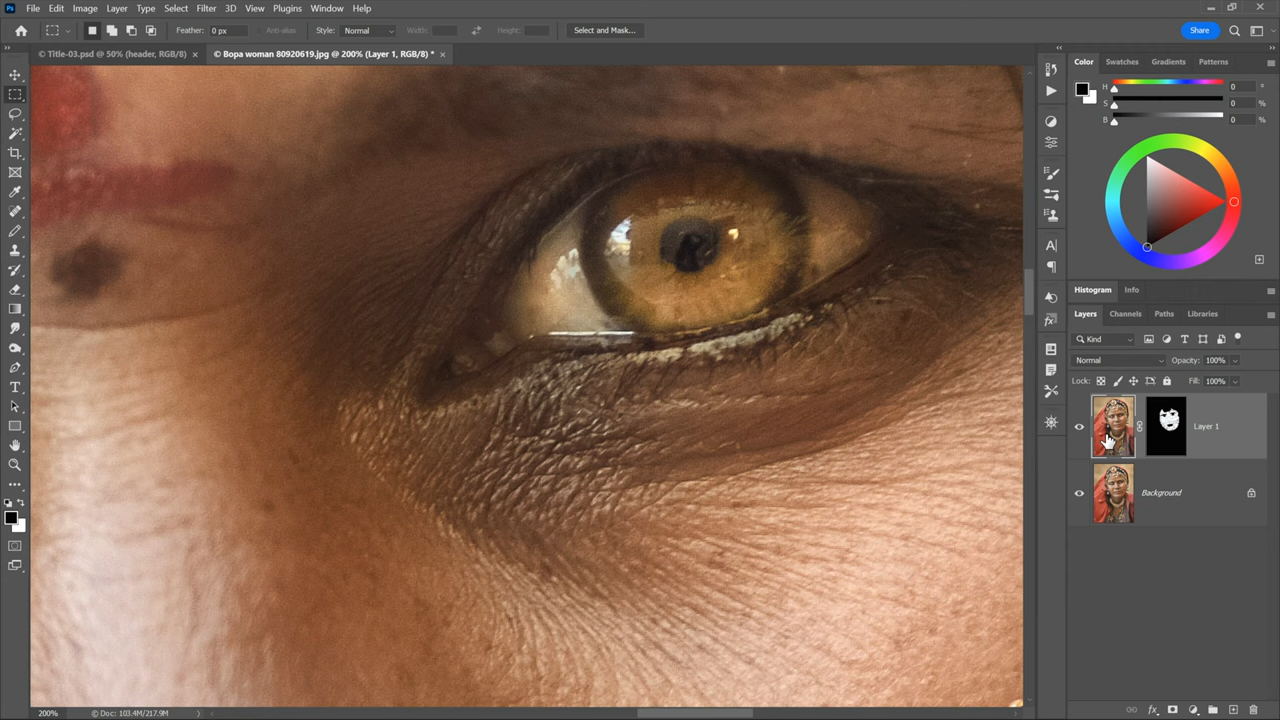 Ps File Edit Image Layer Type Select Filter 3D View Plugins Window Help
Feather: 0 px Anti-alias Style: Normal Width: Height: Select and Mask... Share
© Title-03.psd @ 50% (header, RGB/8) × © Bopa woman 80920619.jpg @ 200% (Layer 1, RGB/8) * ×
Color Swatches Gradients Patterns
H 0 °
S 0 %
B 0 %
Histogram Info
Layers Channels Paths Libraries
Kind
Normal Opacity: 100%
Lock: Fill: 100%
Layer 1
Background
200% © Doc: 103.4M/217.9M